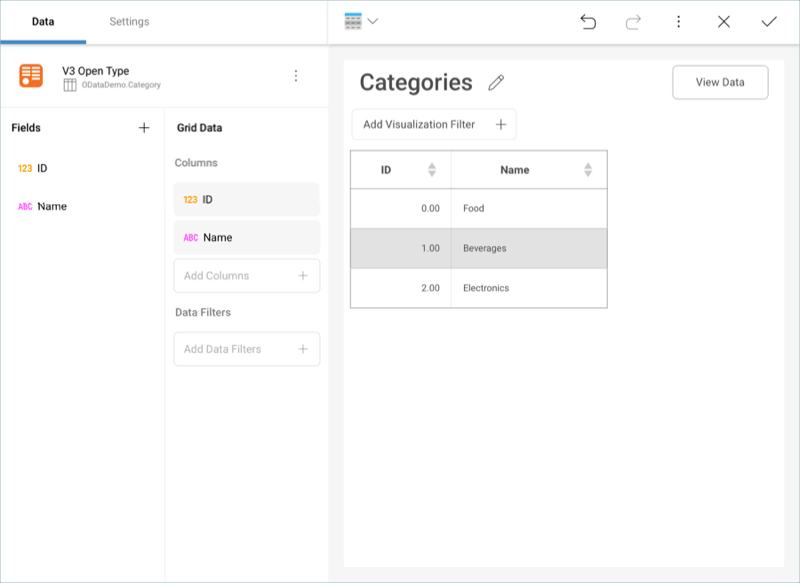 Data
Settings
V3 Open Type
ODataDemo.Category
Fields
123 ID
ABC Name
Grid Data
Columns
123 ID
ABC Name
Add Columns
Data Filters
Add Data Filters
Categories
View Data
Add Visualization Filter
ID Name
0.00 Food
1.00 Beverages
2.00 Electronics